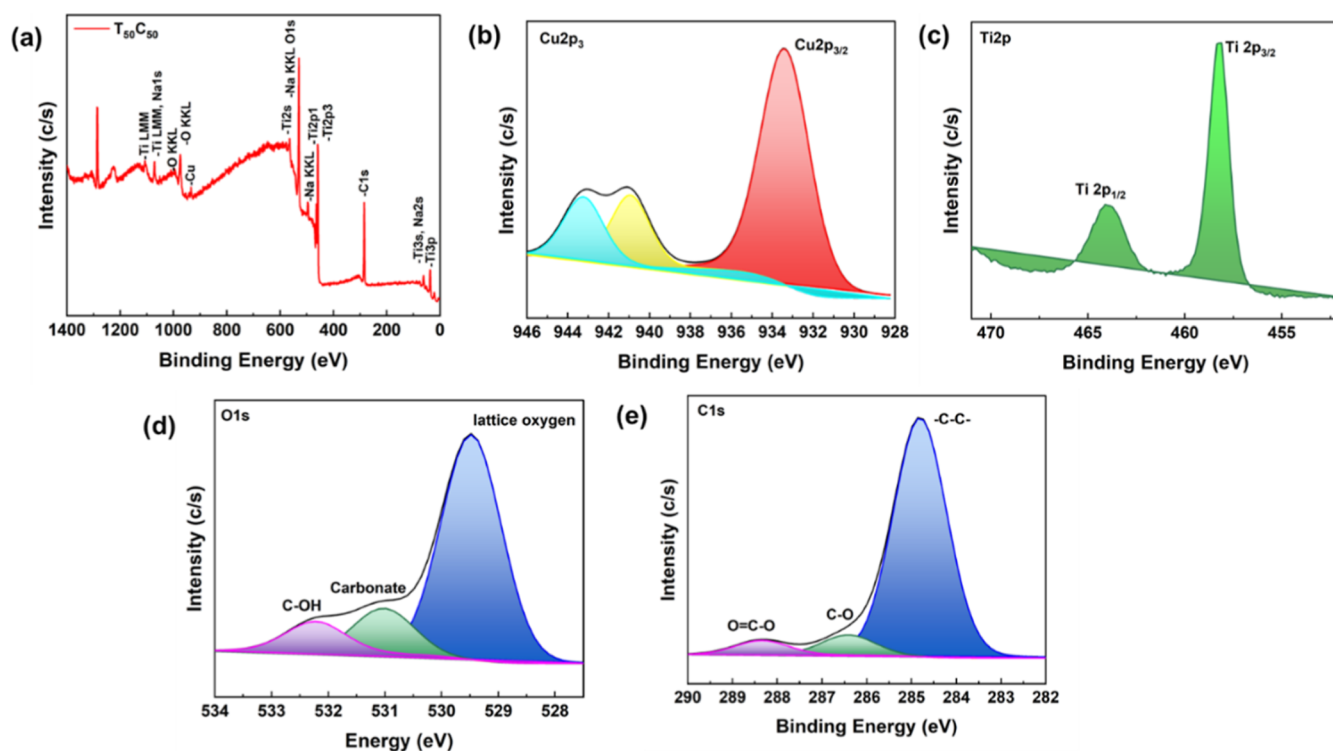 (a)
T50C50
-Ti LMM
-Ti LMM, Na1s
-O KKL
-O KKL
-Cu
-Ti2s
-Na KKL O1s
-Na KKL
-Ti2p1
-Ti2p3
-C1s
-Ti3s, Na2s
-Ti3p
Intensity (c/s)
1400 1200 1000 800 600 400 200 0
Binding Energy (eV)
(b)
Cu2p3
Cu2p3/2
Intensity (c/s)
946 944 942 940 938 936 934 932 930 928
Binding Energy (eV)
(c)
Ti2p
Ti 2p3/2
Ti 2p1/2
Intensity (c/s)
470 465 460 455
Binding Energy (eV)
(d)
O1s
lattice oxygen
Carbonate
C-OH
Intensity (c/s)
534 533 532 531 530 529 528
Energy (eV)
(e)
C1s
-C-C-
C-O
O=C-O
Intensity (c/s)
290 289 288 287 286 285 284 283 282
Binding Energy (eV)